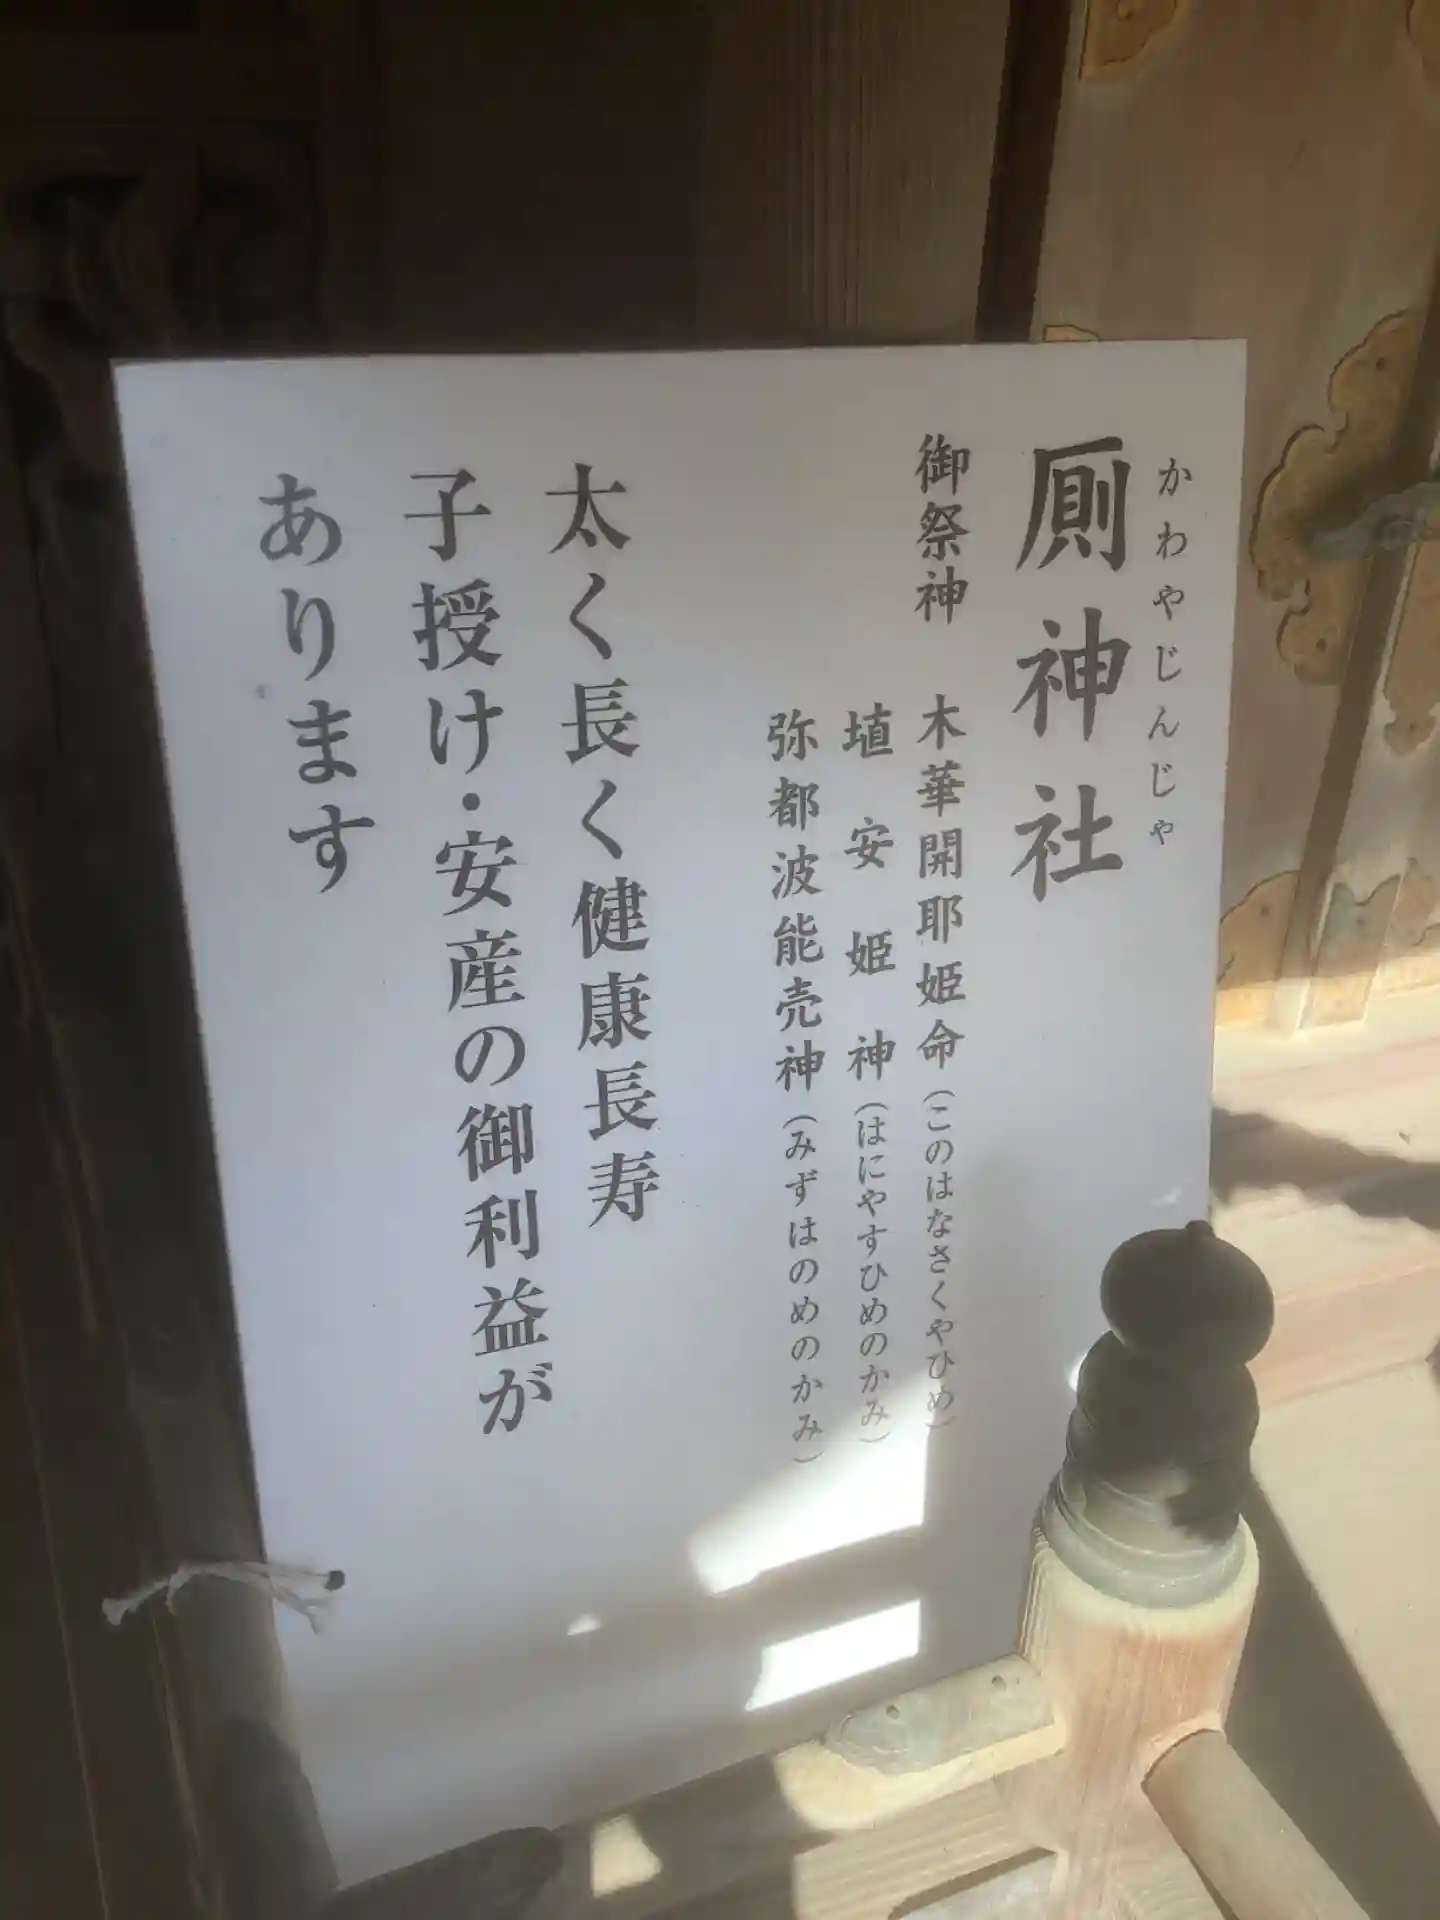 かわやじんじゃ
厠神社
御祭神 木華開耶姫命(このはなさくやひめ)
埴安姫神(はにやすひめのかみ)
弥都波能売神(みずはのめのかみ)
太く長く健康長寿
子授け・安産の御利益が
あります